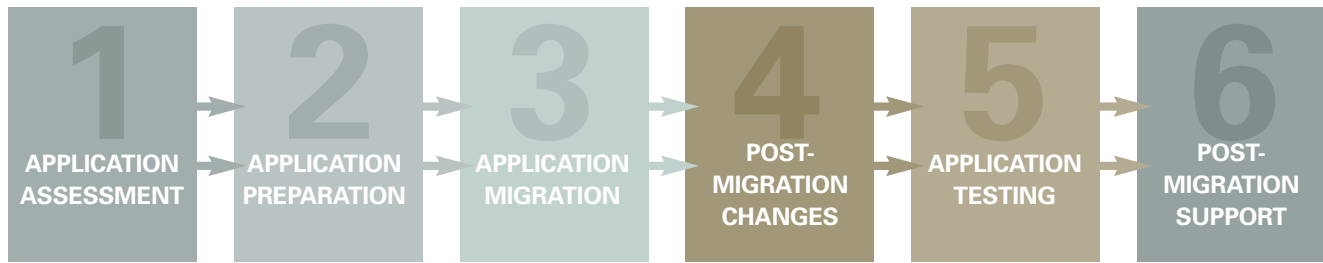 1
APPLICATION
ASSESSMENT
2
APPLICATION
PREPARATION
3
APPLICATION
MIGRATION
4
POST-
MIGRATION
CHANGES
5
APPLICATION
TESTING
6
POST-
MIGRATION
SUPPORT